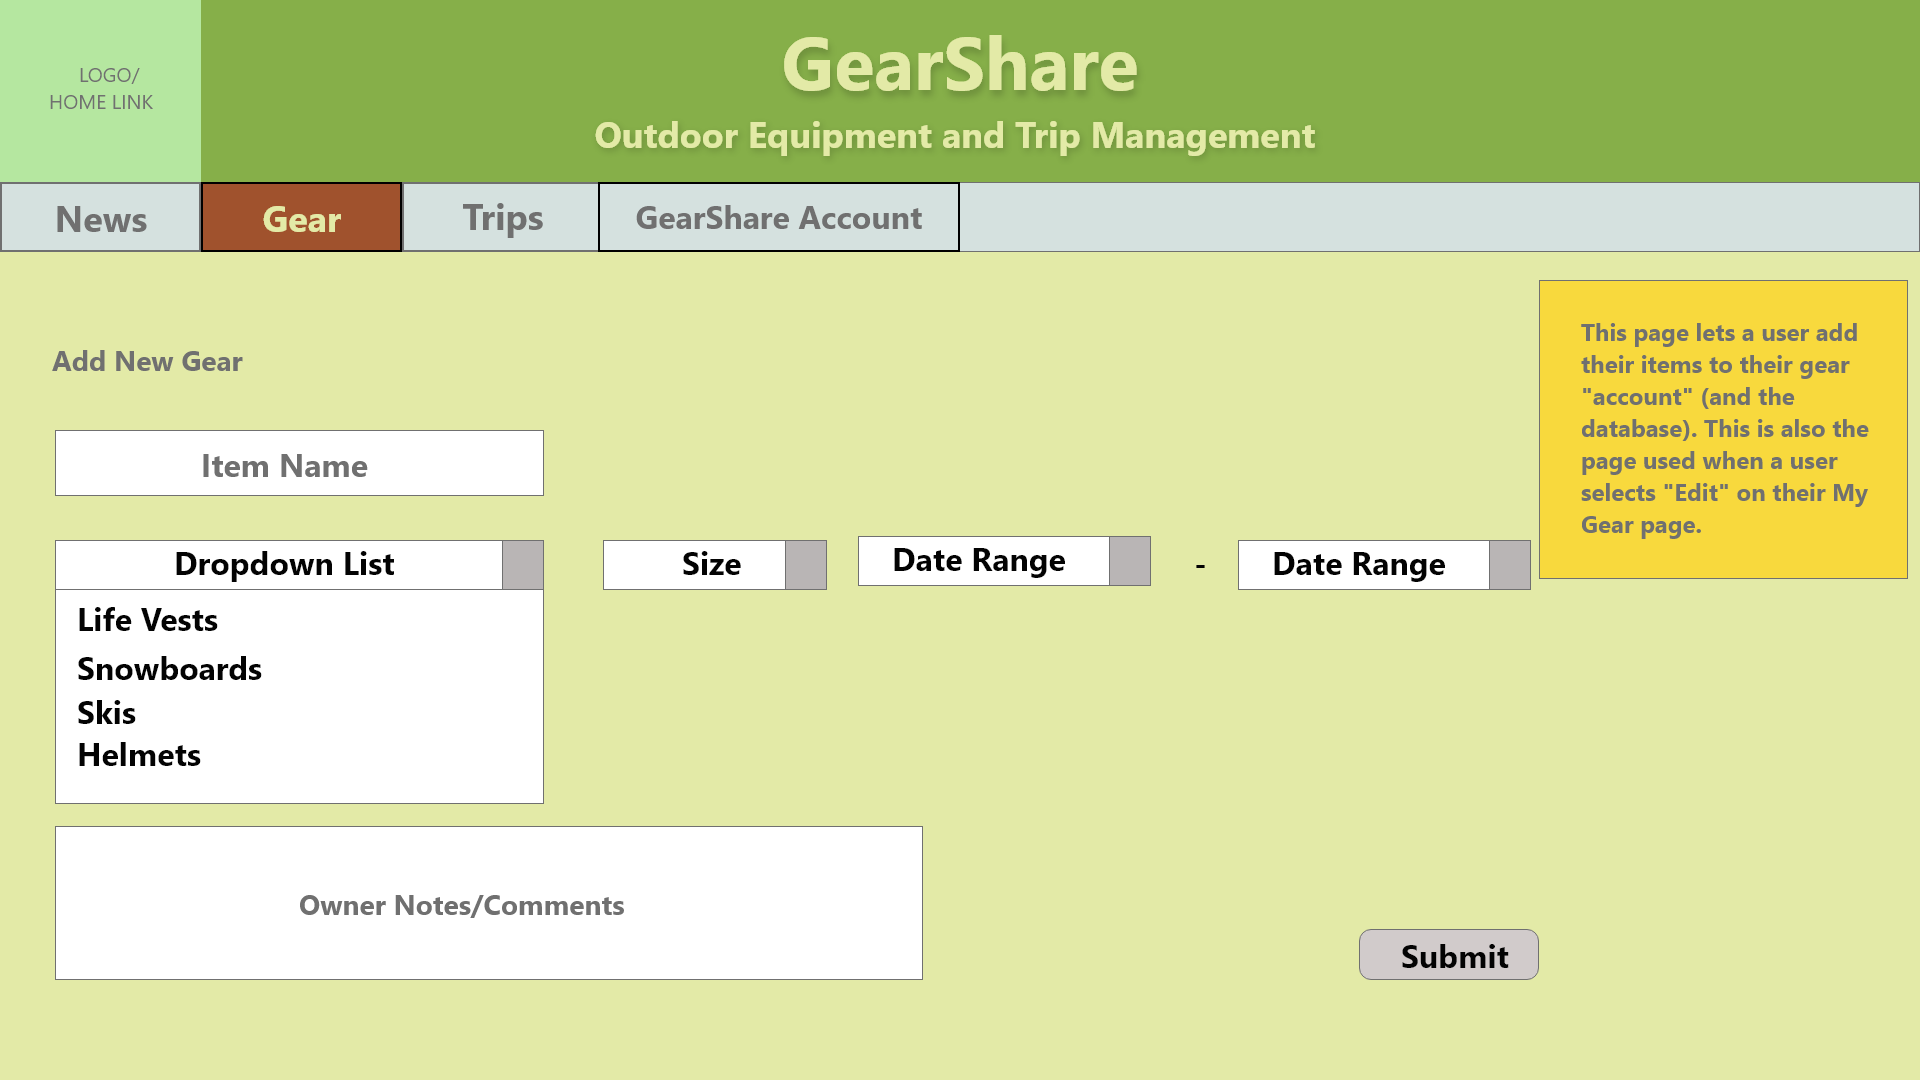 LOGO/
HOME LINK
GearShare
Outdoor Equipment and Trip Management
News
Gear
Trips
GearShare Account
This page lets a user add
their items to their gear
"account" (and the
database). This is also the
page used when a user
selects "Edit" on their My
Gear page.
Add New Gear
Item Name
Dropdown List
Size
Date Range
-
Date Range
Life Vests
Snowboards
Skis
Helmets
Owner Notes/Comments
Submit